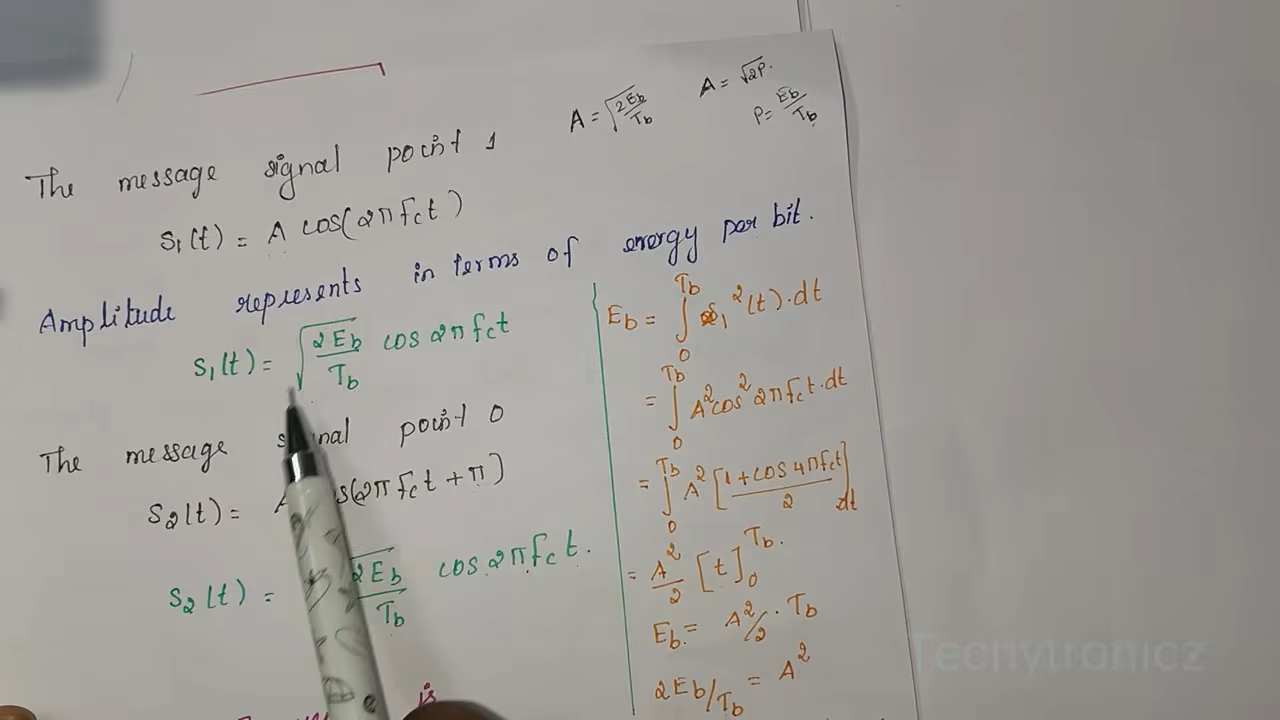 A = √(2Eb/Tb)
A = √2P.
P = Eb/Tb
The message signal point 1
S₁(t) = A cos(2πfct)
Amplitude represents in terms of energy per bit.
S₁(t) = √(2Eb/Tb) cos 2πfct
The message signal point 0
S₂(t) = A cos(2πfct + π)
S₂(t) = 2Eb/Tb cos 2πfct.
Eb = ∫₀^Tb s₁²(t)·dt
= ∫₀^Tb A² cos² 2πfct·dt
= ∫₀^Tb A² [(1 + cos 4πfct)/2] dt
= A²/2 [t]₀^Tb.
Eb = A²/2 · Tb
2Eb/Tb = A²
is
Techytronicz